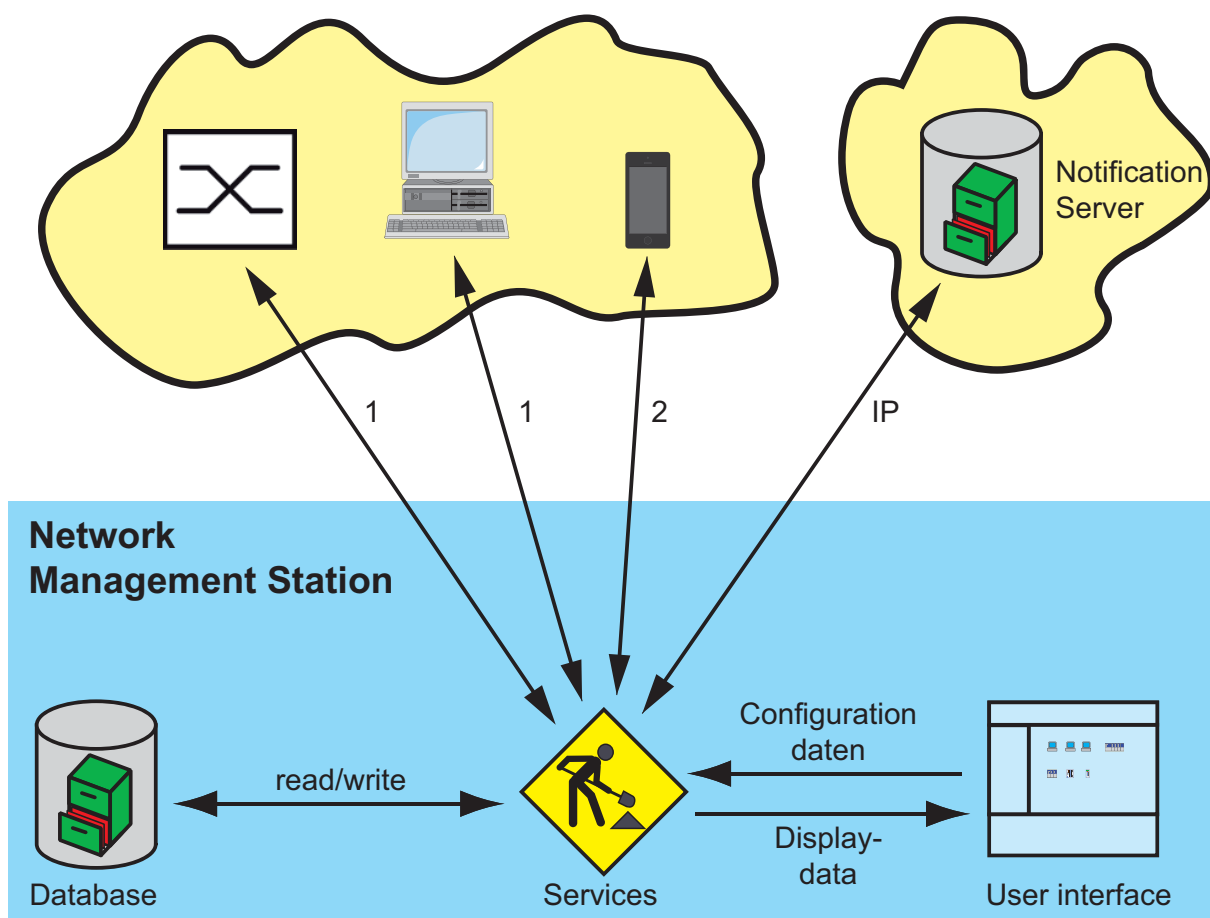 Notification
Server
1
1
2
IP
Network
Management Station
Configuration
daten
read/write
Display-
data
Database
Services
User interface